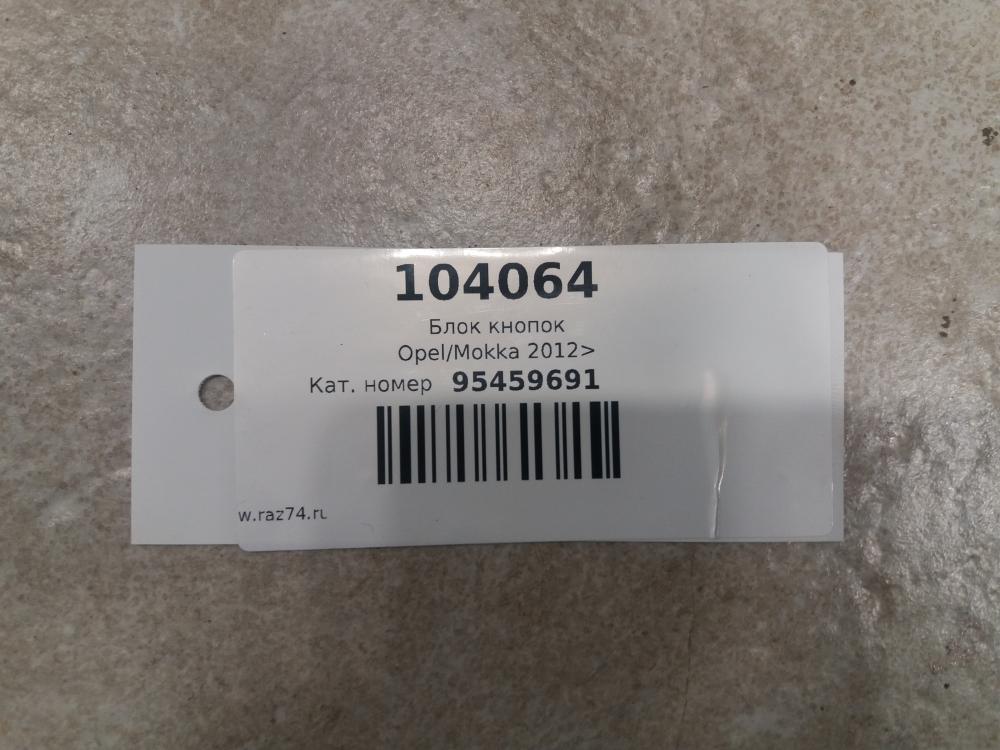 104064
Блок кнопок
Opel/Mokka 2012>
Кат. номер 95459691
w.raz74.ru